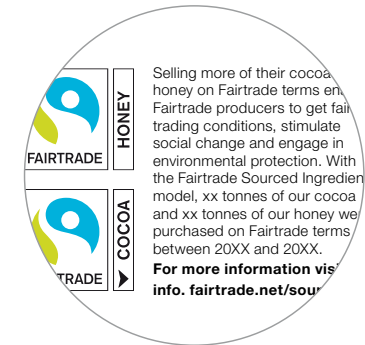 FAIRTRADE
HONEY
COCOA
Selling more of their cocoa
honey on Fairtrade terms
Fairtrade producers to get
trading conditions, stimulate
social change and engage in
environmental protection. With
the Fairtrade Sourced
model, xx tonnes of our cocoa
and xx tonnes of our honey
purchased on Fairtrade terms
between 20XX and 20XX.
For more information
info. fairtrade.net/